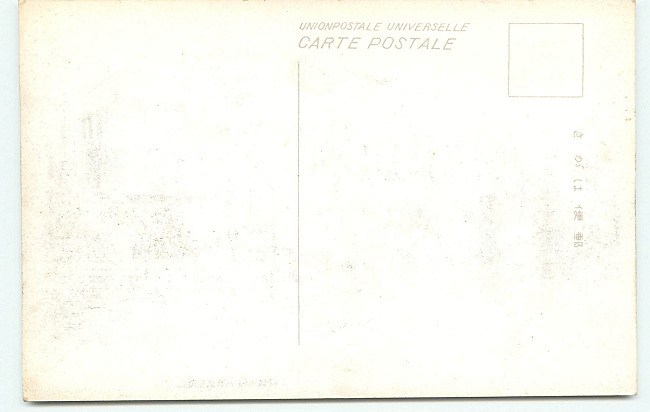 UNIONPOSTALE UNIVERSELLE
CARTE POSTALE
郵便はがき